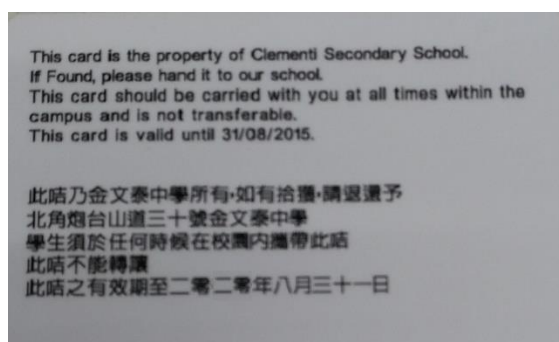 This card is the property of Clementi Secondary School.
If Found, please hand it to our school.
This card should be carried with you at all times within the
campus and is not transferable.
This card is valid until 31/08/2015.
此咭乃金文泰中學所有,如有拾獲,請退還予
北角炮台山道三十號金文泰中學
學生須於任何時候在校園內攜帶此咭
此咭不能轉讓
此咭之有效期至二零二零年八月三十一日